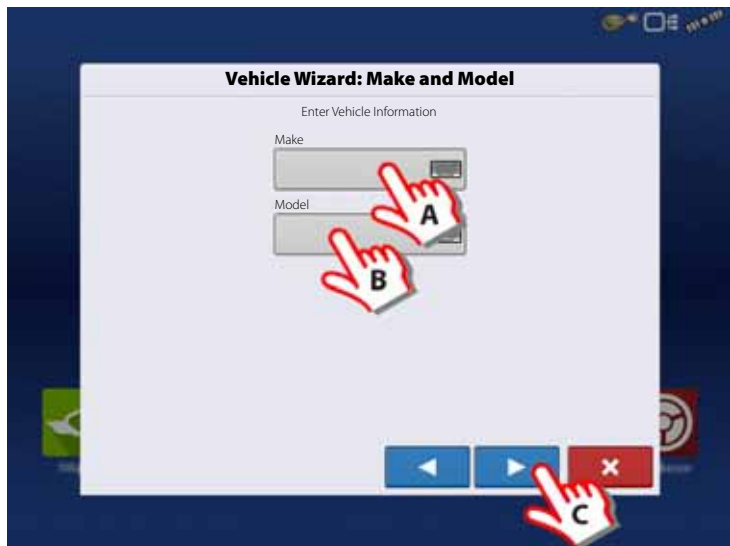 Vehicle Wizard: Make and Model
Enter Vehicle Information
Make
A
Model
B
C